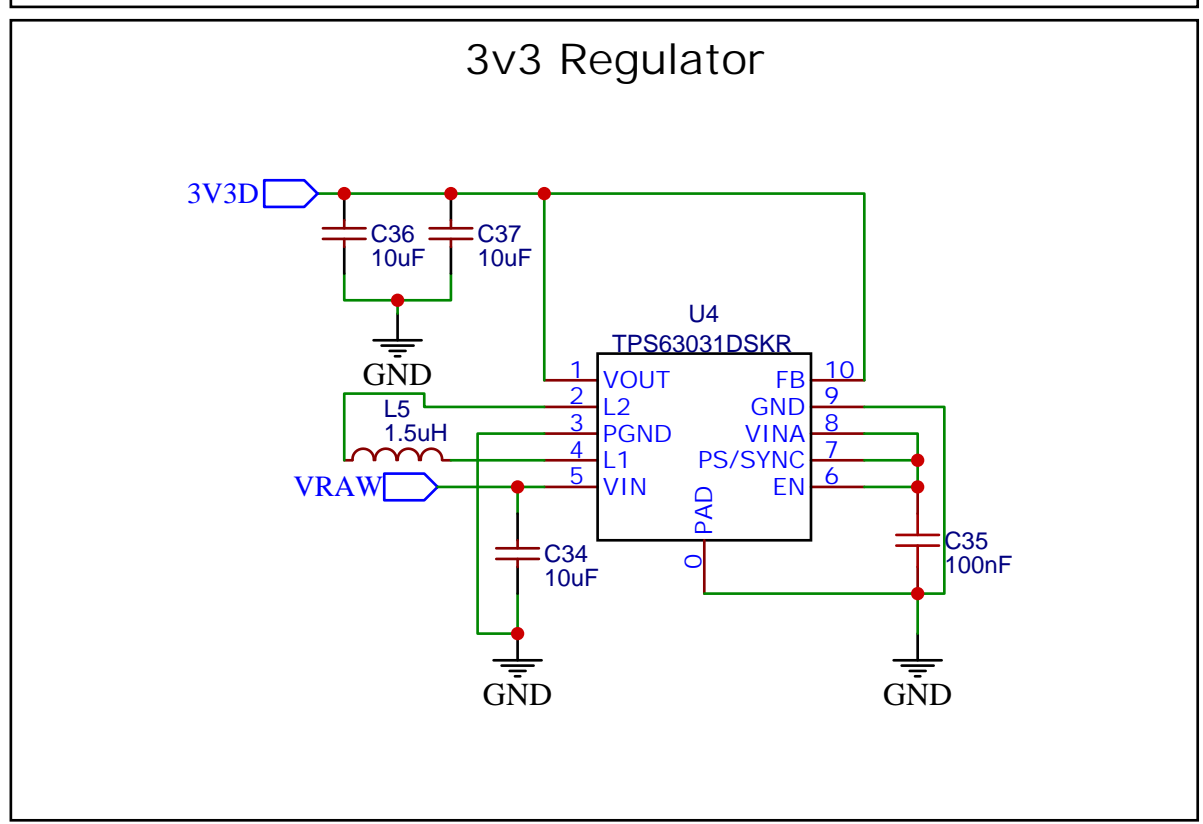 3v3 Regulator
3V3D
C36
10uF
C37
10uF
GND
U4
TPS63031DSKR
1
VOUT
2
L2
3
PGND
4
L1
5
VIN
10
FB
9
GND
8
VINA
7
PS/SYNC
6
EN
0
PAD
L5
1.5uH
VRAW
C34
10uF
GND
C35
100nF
GND